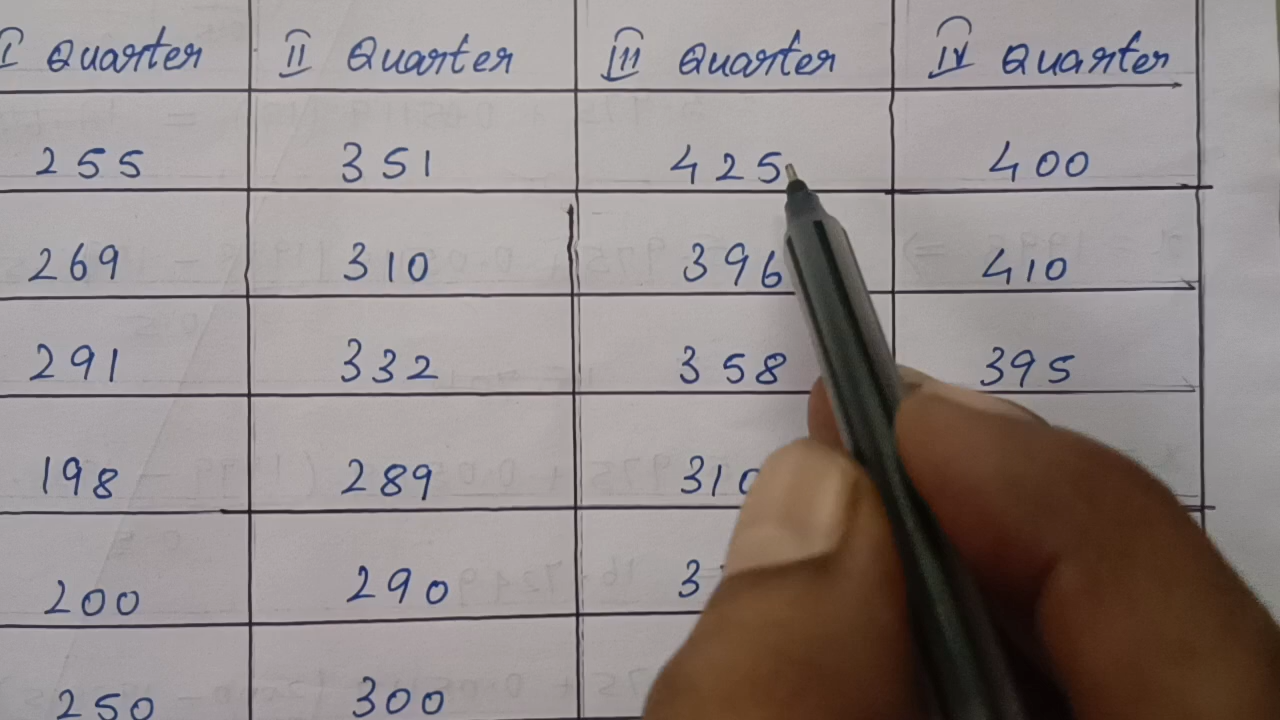 I Quarter II Quarter III Quarter IV Quarter
255 351 425 400
269 310 396 410
291 332 358 395
198 289
200 290
250 300